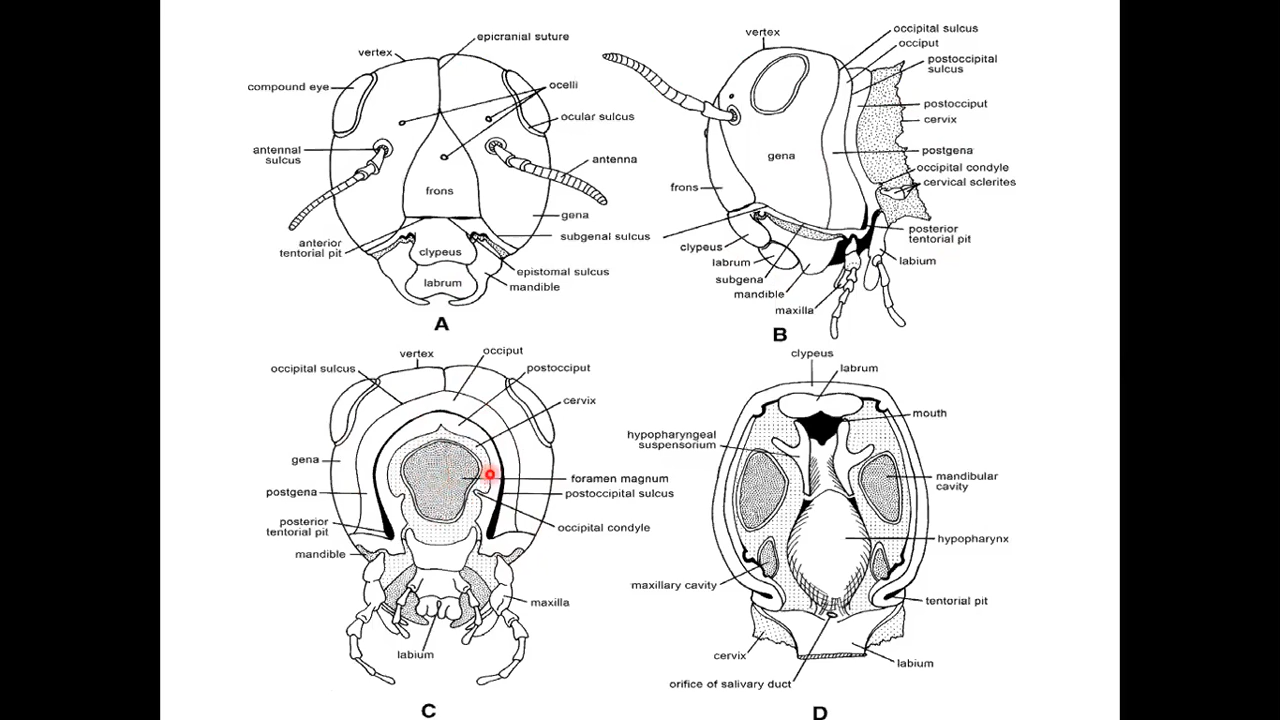 epicranial suture
vertex
compound eye
ocelli
ocular sulcus
antennal
sulcus
antenna
frons
gena
anterior
tentorial pit
subgenal sulcus
clypeus
epistomal sulcus
labrum
mandible
A
vertex
occipital sulcus
occiput
postoccipital
sulcus
postocciput
cervix
gena
postgena
occipital condyle
cervical sclerites
frons
posterior
tentorial pit
clypeus
labrum
labium
subgena
mandible
maxilla
B
vertex
occiput
occipital sulcus
postocciput
cervix
gena
foramen magnum
postgena
postoccipital sulcus
posterior
tentorial pit
occipital condyle
mandible
maxilla
labium
C
clypeus
labrum
mouth
hypopharyngeal
suspensorium
mandibular
cavity
hypopharynx
maxillary cavity
tentorial pit
cervix
labium
orifice of salivary duct
D